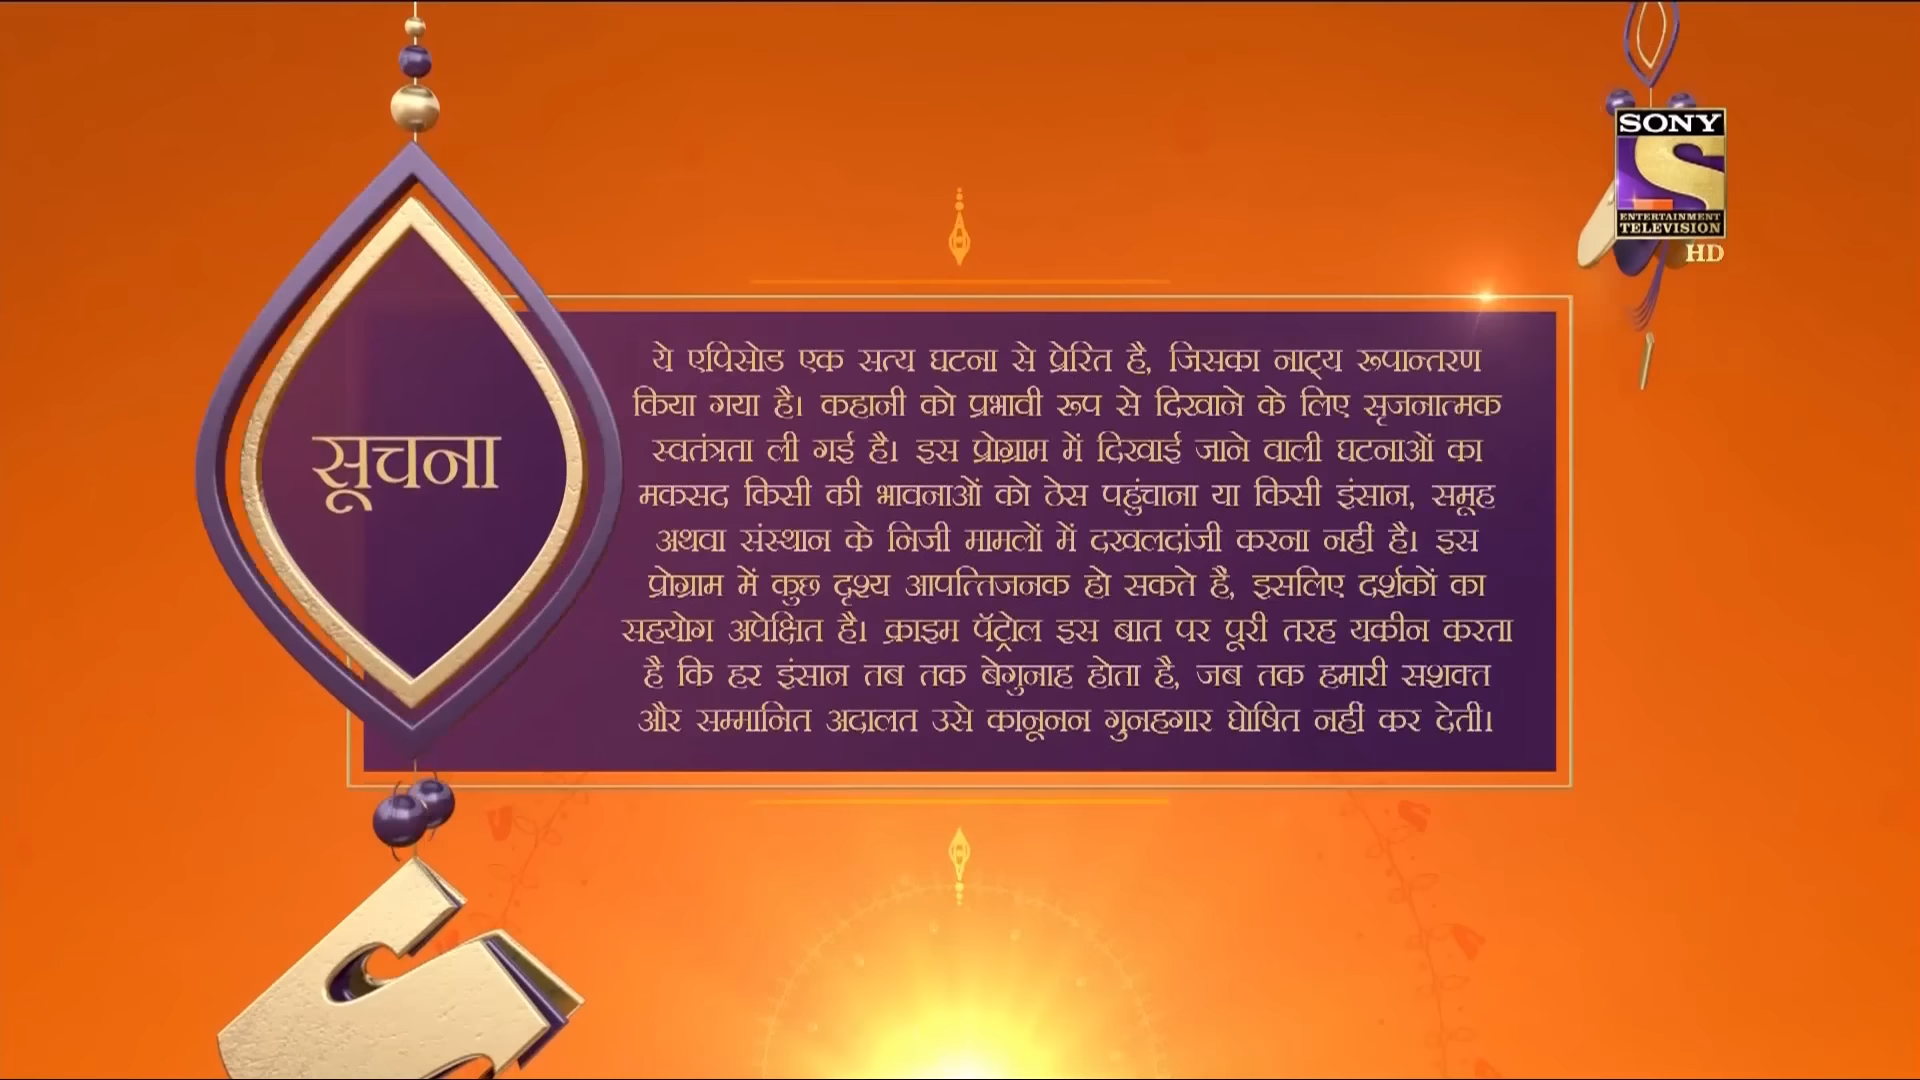 SONY
ENTERTAINMENT
TELEVISION
HD
सूचना
ये एपिसोड एक सत्य घटना से प्रेरित है, जिसका नाट्य रूपान्तरण
किया गया है। कहानी को प्रभावी रूप से दिखाने के लिए सृजनात्मक
स्वतंत्रता ली गई है। इस प्रोग्राम में दिखाई जाने वाली घटनाओं का
मकसद किसी की भावनाओं को ठेस पहुंचाना या किसी इंसान, समूह
अथवा संस्थान के निजी मामलों में दखलदांजी करना नहीं है। इस
प्रोग्राम में कुछ दृश्य आपत्तिजनक हो सकते हैं, इसलिए दर्शकों का
सहयोग अपेक्षित है। क्राइम पॅट्रोल इस बात पर पूरी तरह यकीन करता
है कि हर इंसान तब तक बेगुनाह होता है, जब तक हमारी सशक्त
और सम्मानित अदालत उसे कानूनन गुनहगार घोषित नहीं कर देती।